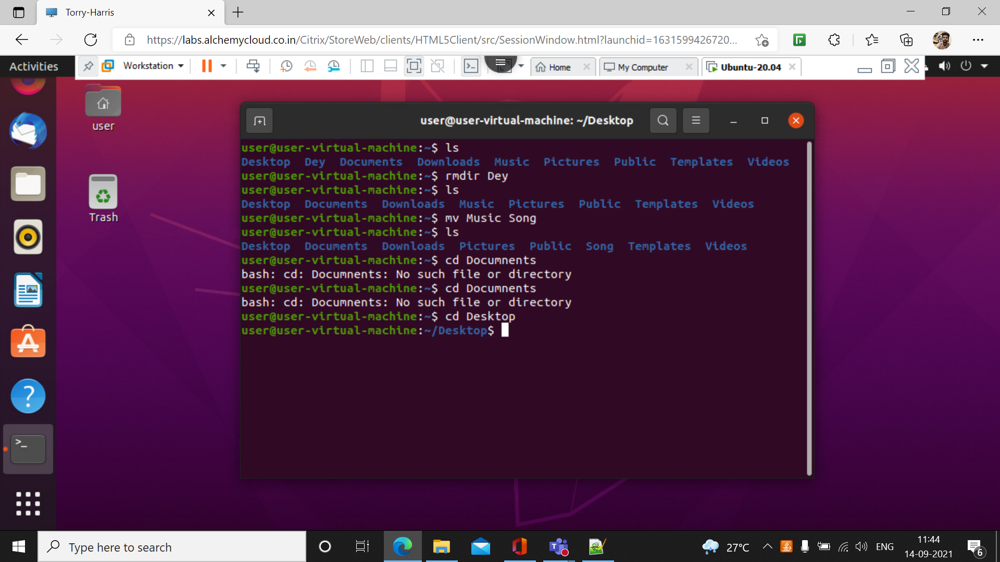 Torry-Harris
https://labs.alchemycloud.co.in/Citrix/StoreWeb/clients/HTML5Client/src/SessionWindow.html?launchid=1631599426720...
Activities
Workstation
Home
My Computer
Ubuntu-20.04
user
Trash
user@user-virtual-machine: ~/Desktop
user@user-virtual-machine:~$ ls
Desktop  Dey  Documents  Downloads  Music  Pictures  Public  Templates  Videos
user@user-virtual-machine:~$ rmdir Dey
user@user-virtual-machine:~$ ls
Desktop  Documents  Downloads  Music  Pictures  Public  Templates  Videos
user@user-virtual-machine:~$ mv Music Song
user@user-virtual-machine:~$ ls
Desktop  Documents  Downloads  Pictures  Public  Song  Templates  Videos
user@user-virtual-machine:~$ cd Documnents
bash: cd: Documnents: No such file or directory
user@user-virtual-machine:~$ cd Documnents
bash: cd: Documnents: No such file or directory
user@user-virtual-machine:~$ cd Desktop
user@user-virtual-machine:~/Desktop$
Type here to search
27°C
ENG
11:44
14-09-2021
6